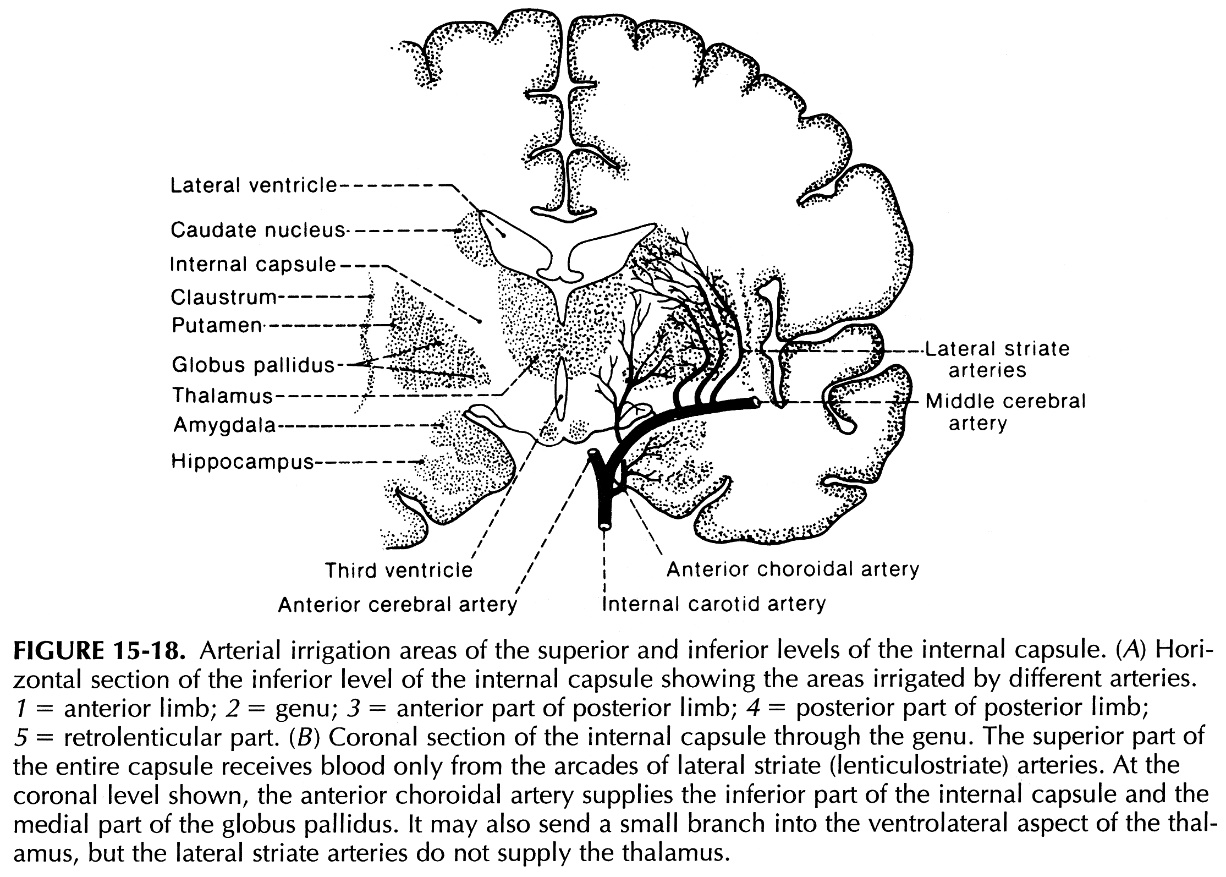 Lateral ventricle
Caudate nucleus
Internal capsule
Claustrum
Putamen
Globus pallidus
Thalamus
Amygdala
Hippocampus
Lateral striate
arteries
Middle cerebral
artery
Third ventricle
Anterior choroidal artery
Anterior cerebral artery
Internal carotid artery
FIGURE 15-18. Arterial irrigation areas of the superior and inferior levels of the internal capsule. (A) Hori-
zontal section of the inferior level of the internal capsule showing the areas irrigated by different arteries.
1 = anterior limb; 2 = genu; 3 = anterior part of posterior limb; 4 = posterior part of posterior limb;
5 = retrolenticular part. (B) Coronal section of the internal capsule through the genu. The superior part of
the entire capsule receives blood only from the arcades of lateral striate (lenticulostriate) arteries. At the
coronal level shown, the anterior choroidal artery supplies the inferior part of the internal capsule and the
medial part of the globus pallidus. It may also send a small branch into the ventrolateral aspect of the thal-
amus, but the lateral striate arteries do not supply the thalamus.